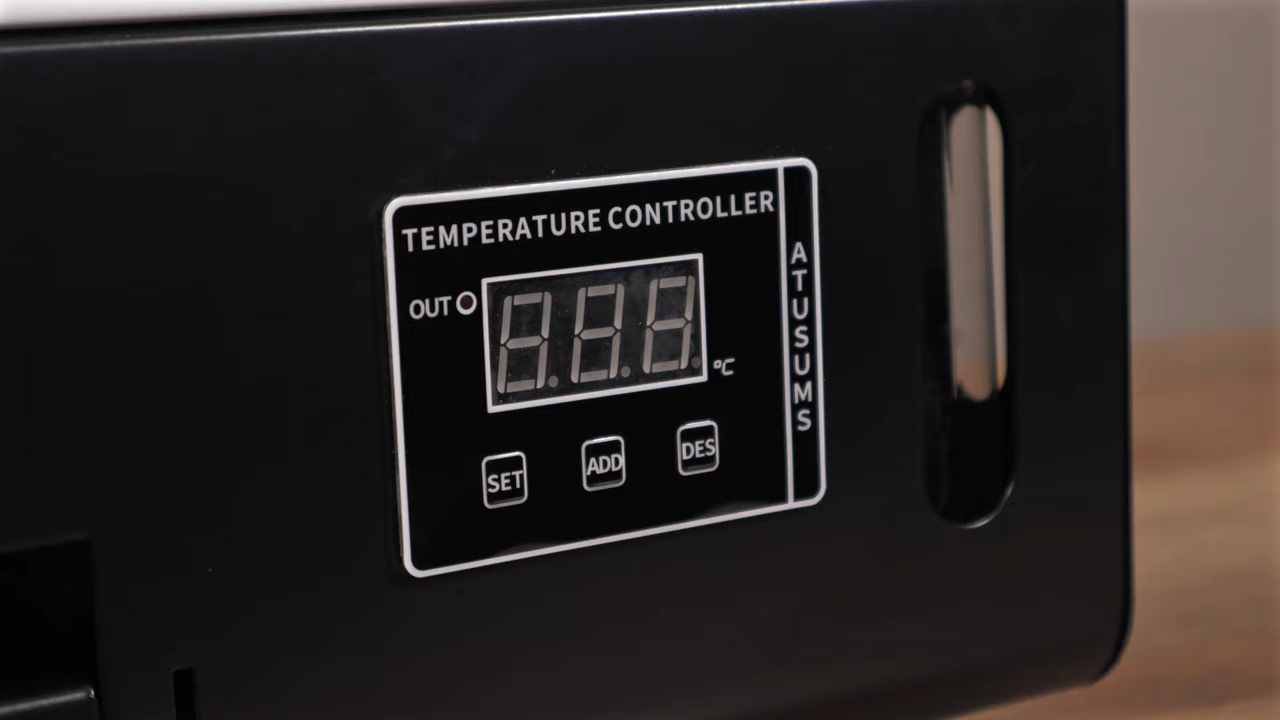 TEMPERATURE CONTROLLER
OUT
°C
SET
ADD
DES
ATUSUMS